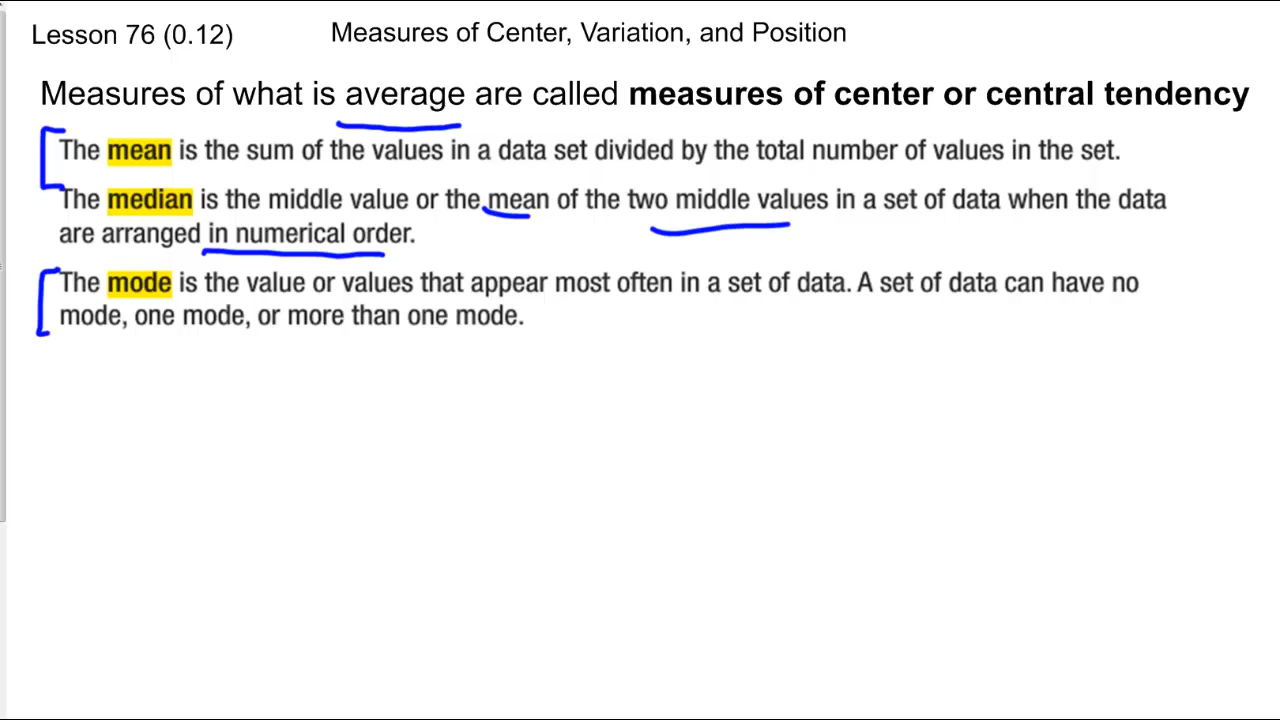 Lesson 76 (0.12) Measures of Center, Variation, and Position
Measures of what is average are called measures of center or central tendency
The mean is the sum of the values in a data set divided by the total number of values in the set.
The median is the middle value or the mean of the two middle values in a set of data when the data
are arranged in numerical order.
The mode is the value or values that appear most often in a set of data. A set of data can have no
mode, one mode, or more than one mode.